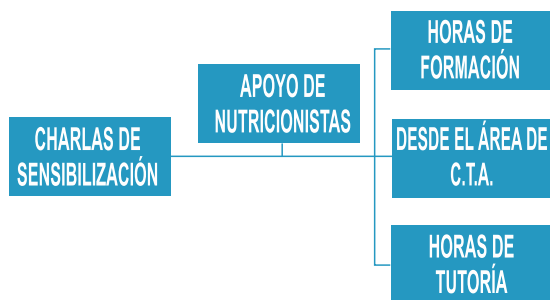 CHARLAS DE
SENSIBILIZACIÓN
APOYO DE
NUTRICIONISTAS
HORAS DE
FORMACIÓN
DESDE EL ÁREA DE
C.T.A.
HORAS DE
TUTORÍA